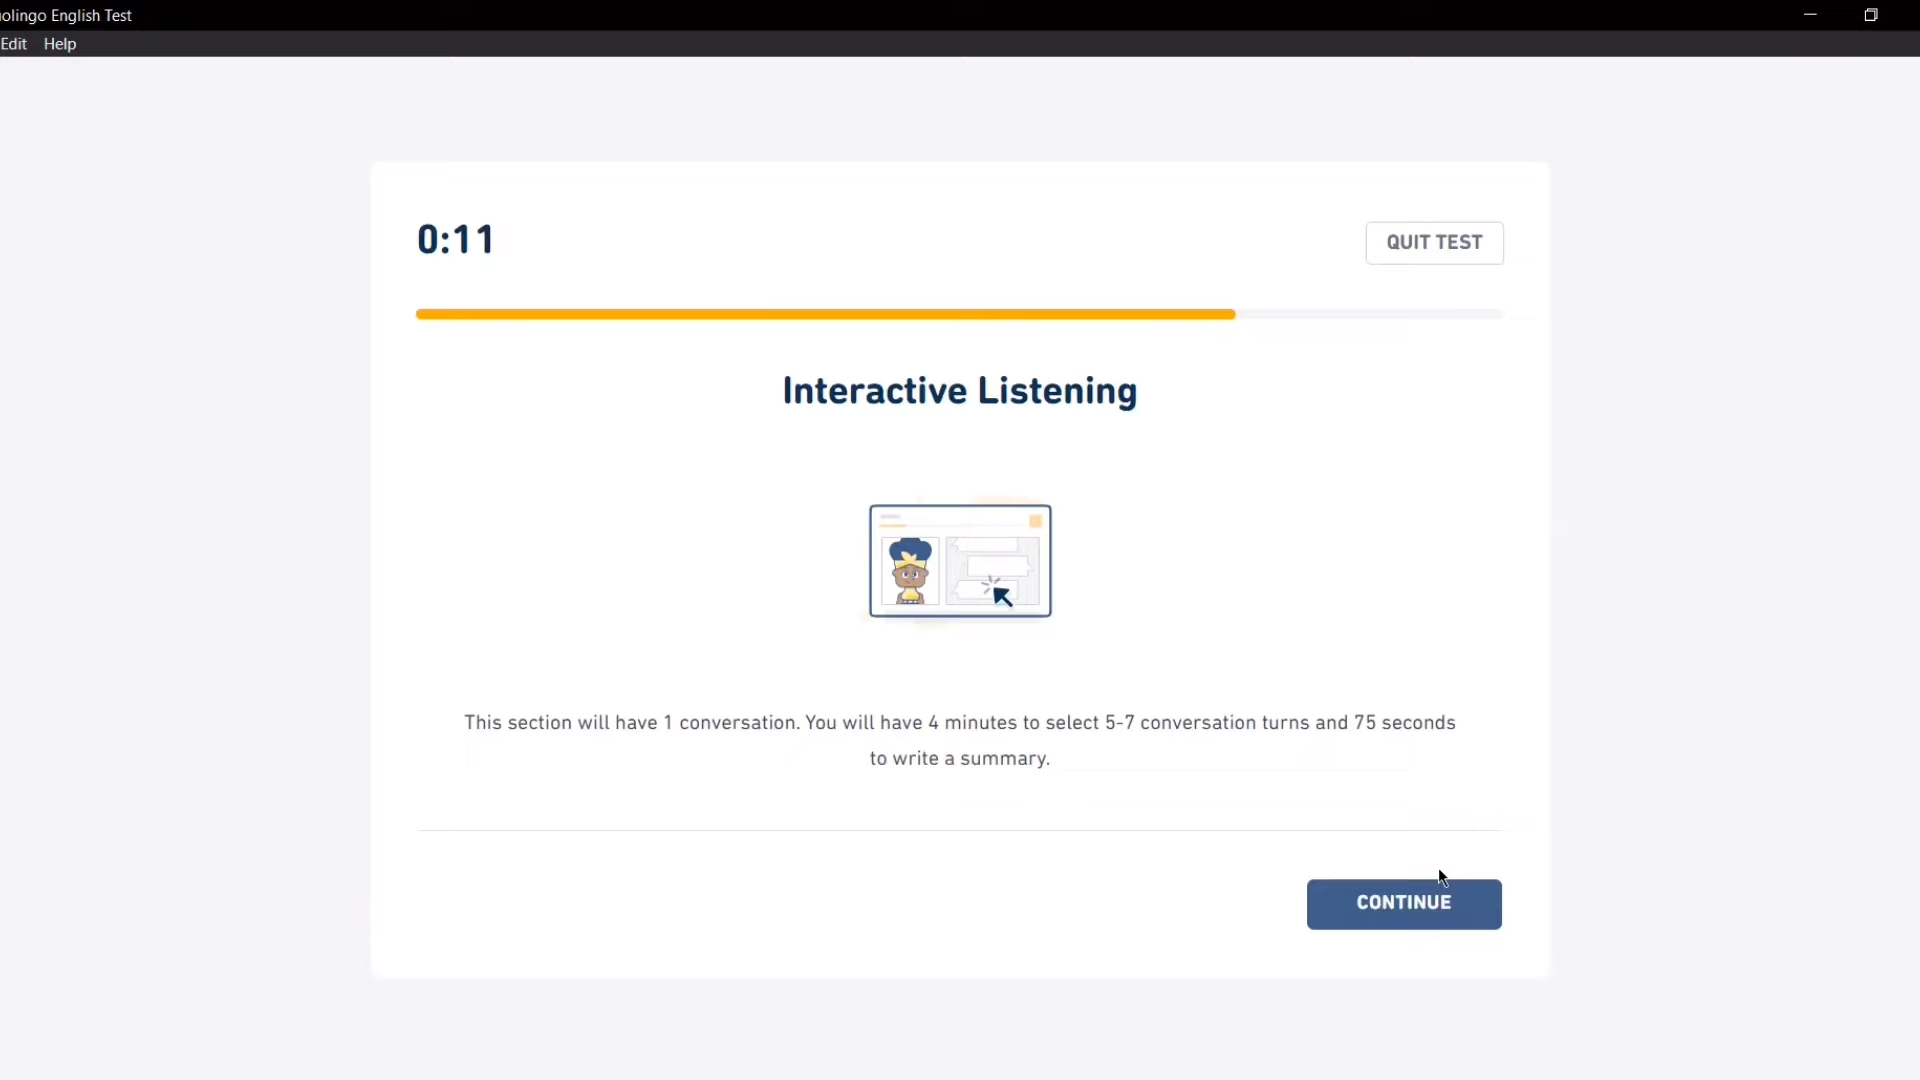 olingo English Test
Edit Help
0:11
QUIT TEST
Interactive Listening
This section will have 1 conversation. You will have 4 minutes to select 5-7 conversation turns and 75 seconds
to write a summary.
CONTINUE